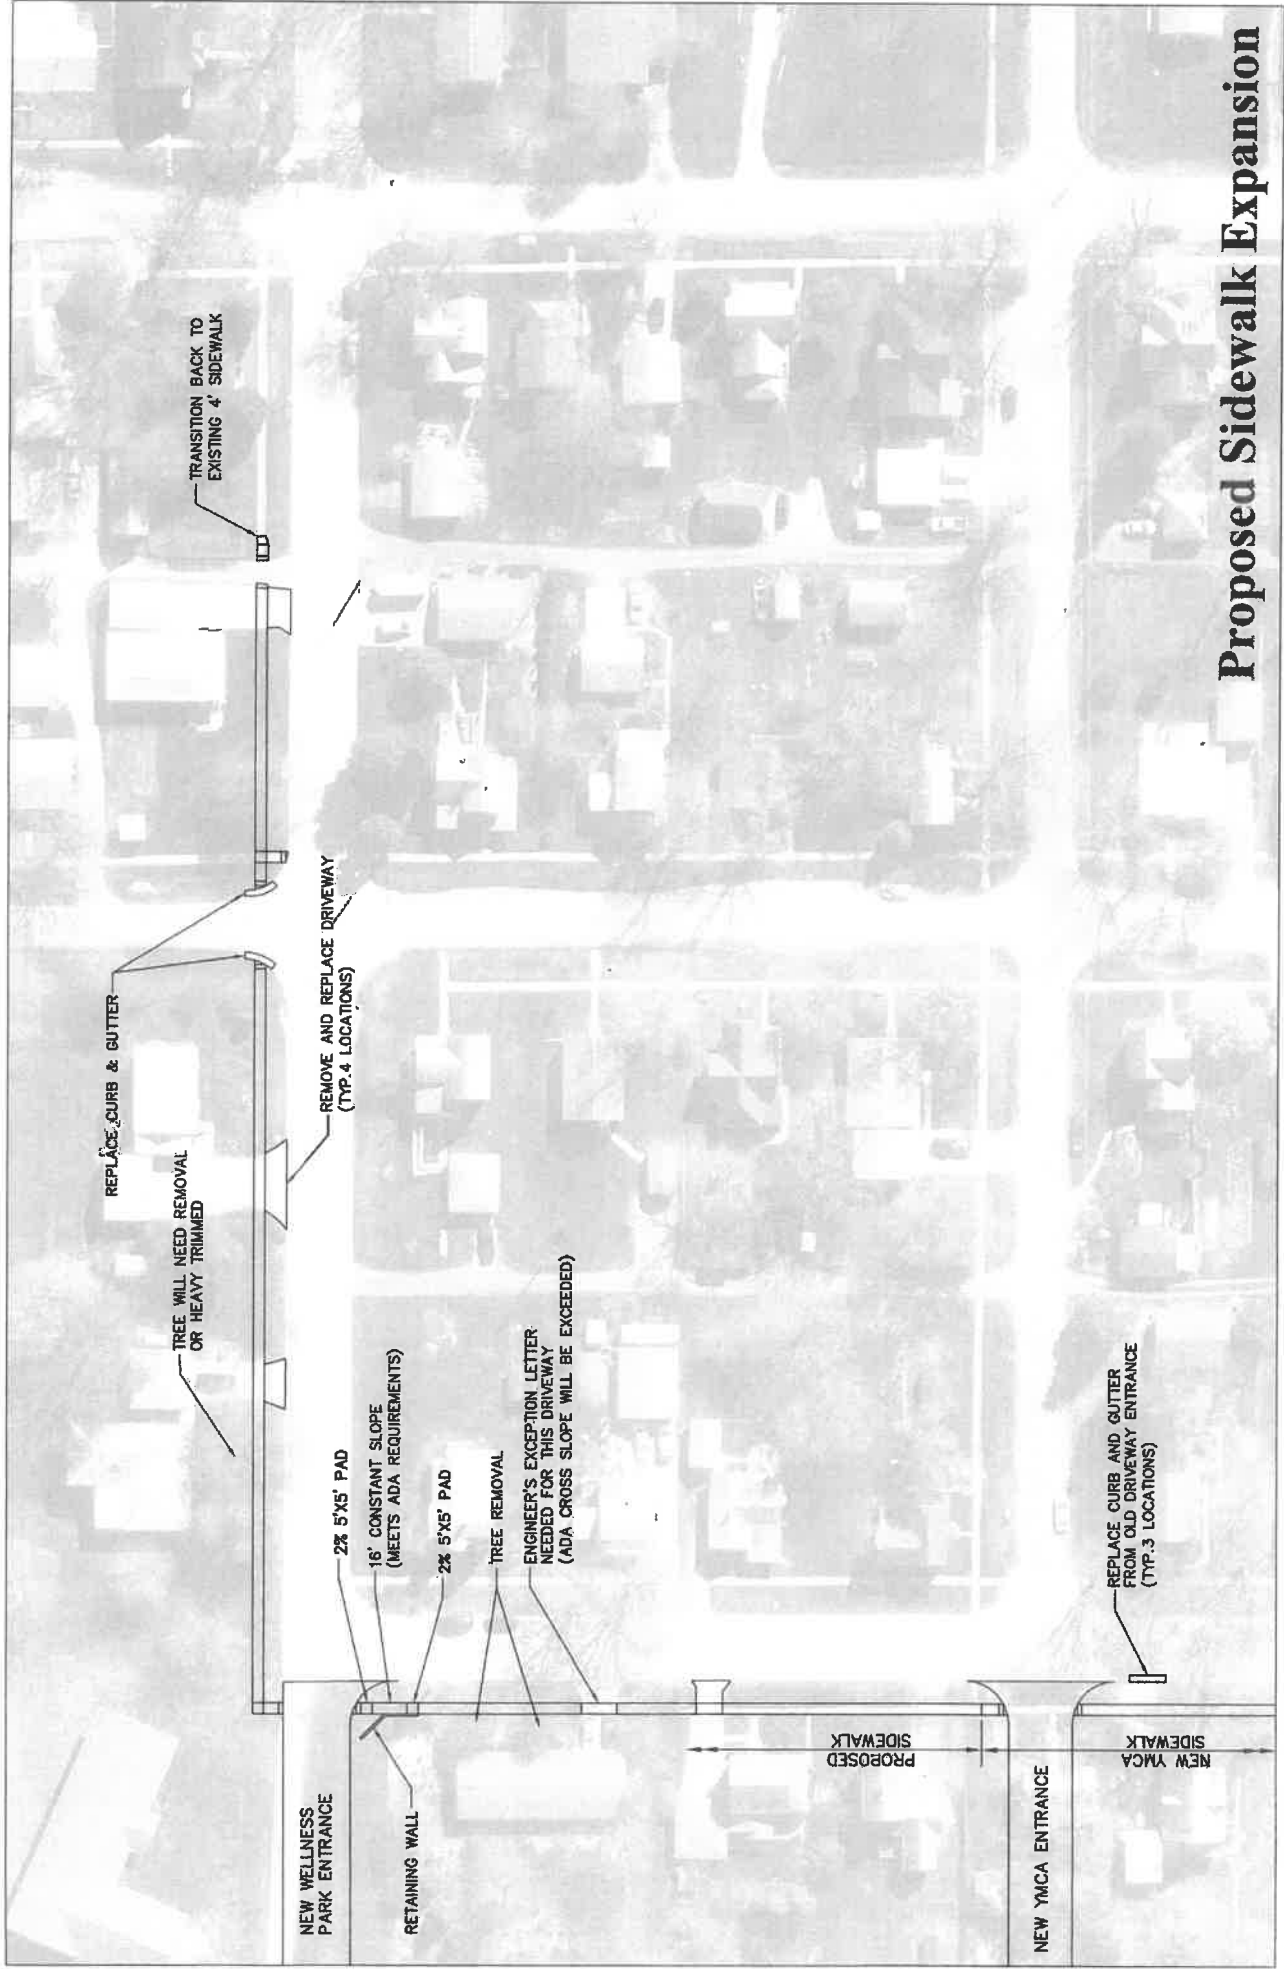 TRANSITION BACK TO
EXISTING 4' SIDEWALK
REPLACE CURB & GUTTER
TREE WILL NEED REMOVAL
OR HEAVY TRIMMED
REMOVE AND REPLACE DRIVEWAY
(TYP.4 LOCATIONS)
2% 5'X5' PAD
16' CONSTANT SLOPE
(MEETS ADA REQUIREMENTS)
2% 5'X5' PAD
TREE REMOVAL
ENGINEER'S EXCEPTION LETTER
NEEDED FOR THIS DRIVEWAY
(ADA CROSS SLOPE WILL BE EXCEEDED)
NEW WELLNESS
PARK ENTRANCE
RETAINING WALL
PROPOSED
SIDEWALK
NEW YMCA ENTRANCE
NEW YMCA
SIDEWALK
REPLACE CURB AND GUTTER
FROM OLD DRIVEWAY ENTRANCE
(TYP.3 LOCATIONS)
Proposed Sidewalk Expansion